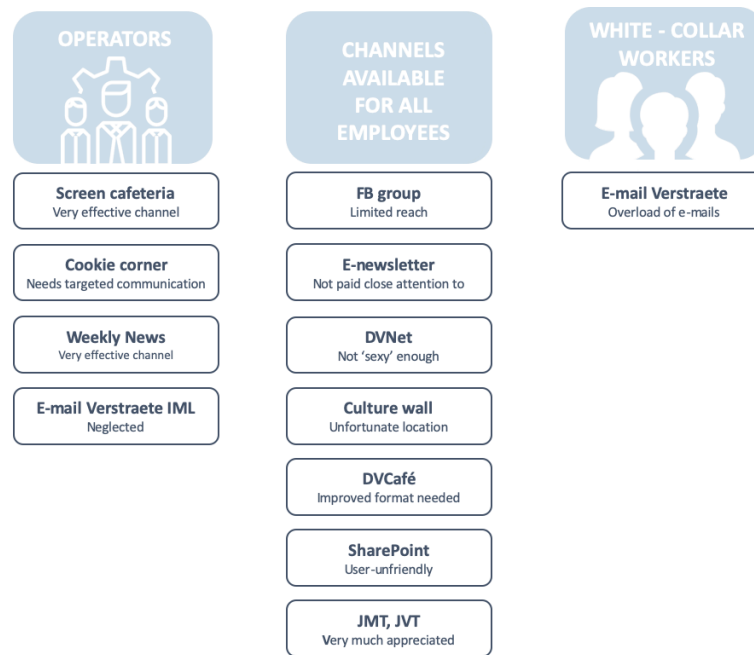 OPERATORS
Screen cafeteria
Very effective channel
Cookie corner
Needs targeted communication
Weekly News
Very effective channel
E-mail Verstraete IML
Neglected
CHANNELS
AVAILABLE
FOR ALL
EMPLOYEES
FB group
Limited reach
E-newsletter
Not paid close attention to
DVNet
Not ‘sexy’ enough
Culture wall
Unfortunate location
DVCafé
Improved format needed
SharePoint
User-unfriendly
JMT, JVT
Very much appreciated
WHITE - COLLAR
WORKERS
E-mail Verstraete
Overload of e-mails